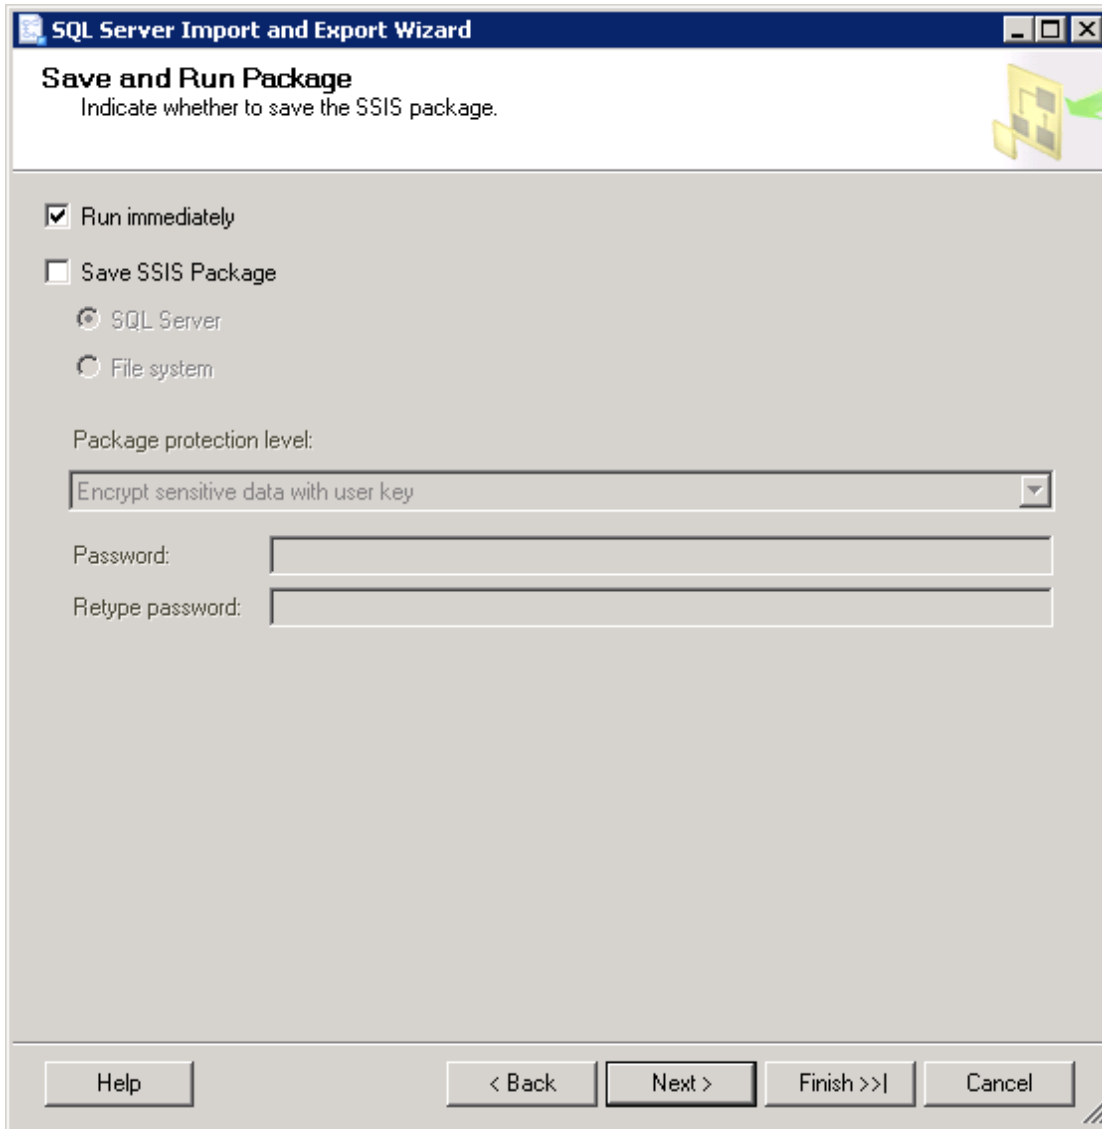 SQL Server Import and Export Wizard
Save and Run Package
Indicate whether to save the SSIS package.
Run immediately
Save SSIS Package
SQL Server
File system
Package protection level:
Encrypt sensitive data with user key
Password:
Retype password:
Help < Back Next > Finish >>| Cancel